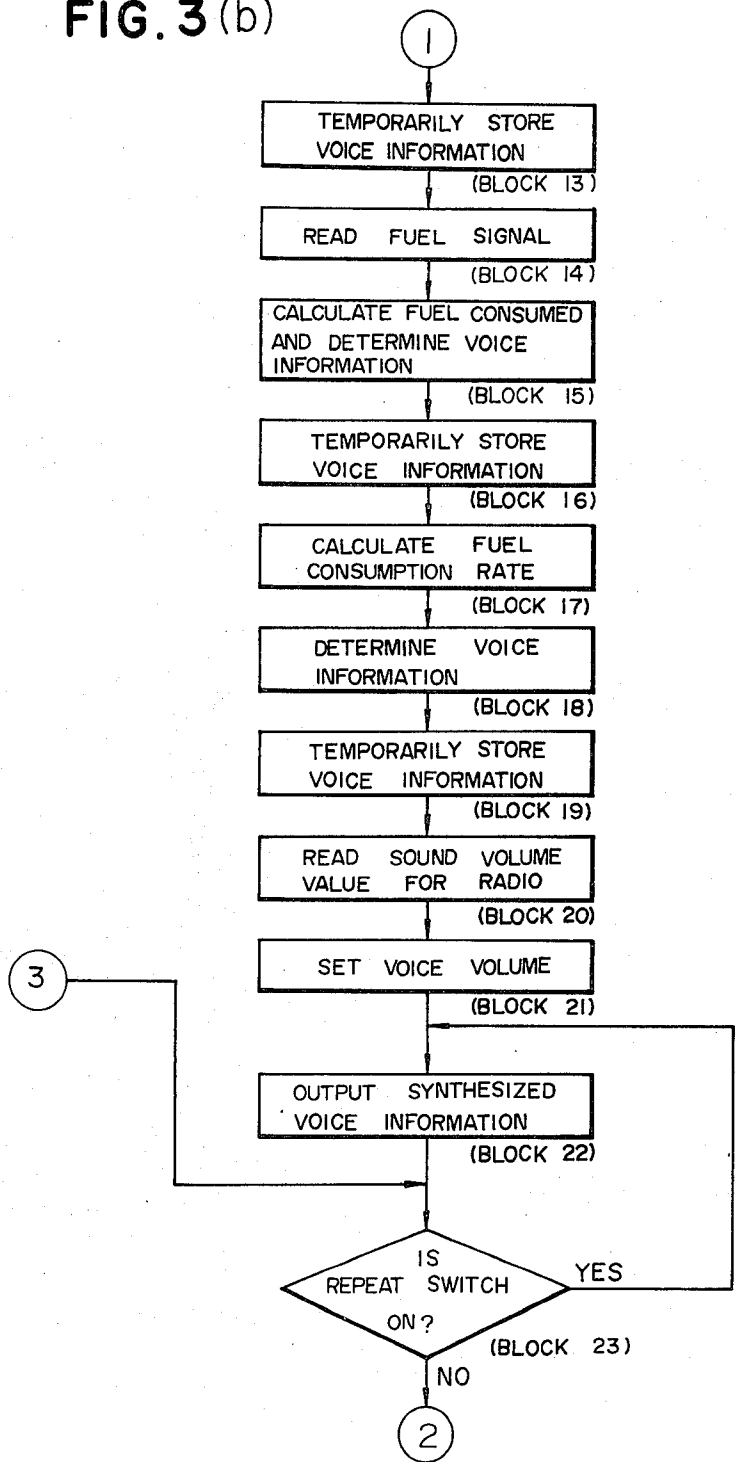 FIG. 3 (b)
1
TEMPORARILY STORE
VOICE INFORMATION
(BLOCK 13)
READ FUEL SIGNAL
(BLOCK 14)
CALCULATE FUEL CONSUMED
AND DETERMINE VOICE
INFORMATION
(BLOCK 15)
TEMPORARILY STORE
VOICE INFORMATION
(BLOCK 16)
CALCULATE FUEL
CONSUMPTION RATE
(BLOCK 17)
DETERMINE VOICE
INFORMATION
(BLOCK 18)
TEMPORARILY STORE
VOICE INFORMATION
(BLOCK 19)
READ SOUND VOLUME
VALUE FOR RADIO
(BLOCK 20)
3
SET VOICE VOLUME
(BLOCK 21)
OUTPUT SYNTHESIZED
VOICE INFORMATION
(BLOCK 22)
IS
REPEAT SWITCH
ON?
YES
(BLOCK 23)
NO
2